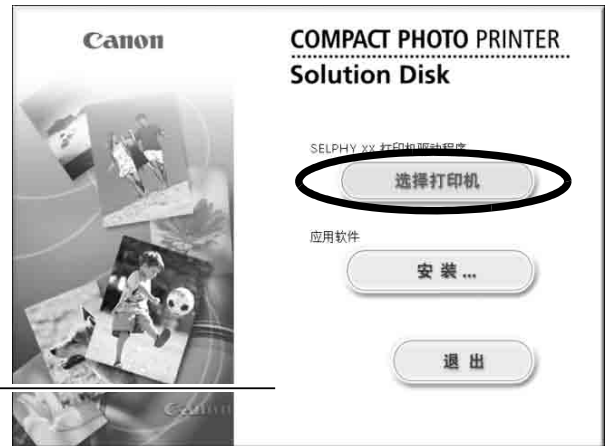 Canon
COMPACT PHOTO PRINTER
Solution Disk
SELPHY XX 打印机驱动程序
选择打印机
应用软件
安 装 ...
退 出
Canon